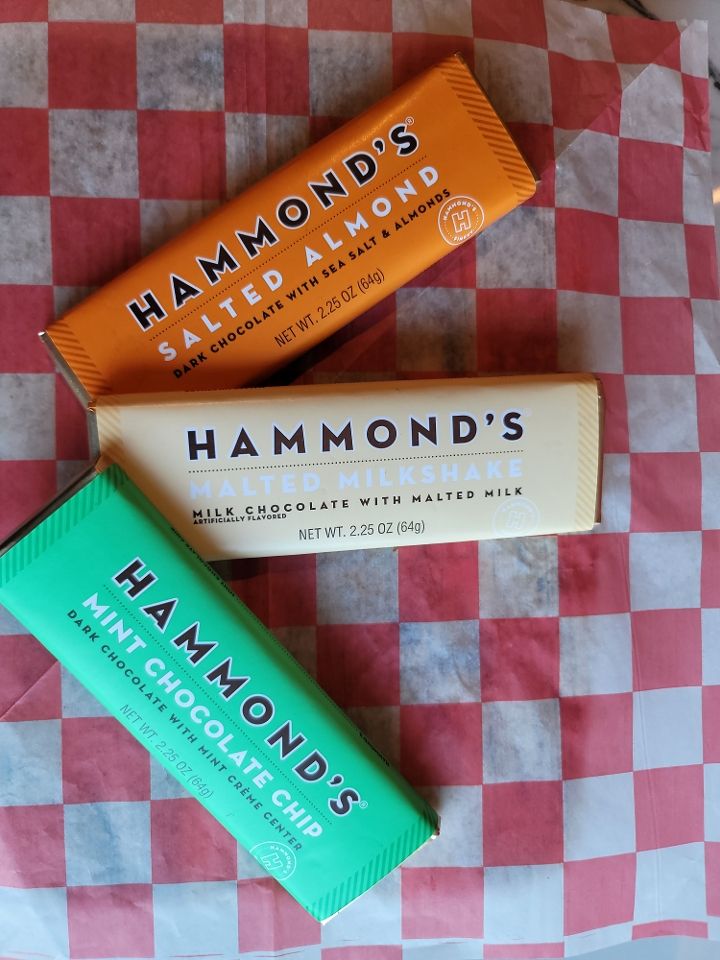 HAMMOND'S®
SALTED ALMOND
DARK CHOCOLATE WITH SEA SALT & ALMONDS
NET WT. 2.25 OZ (64g)
HAMMOND'S
H
HAMMOND'S
MALTED MILKSHAKE
MILK CHOCOLATE WITH MALTED MILK
ARTIFICIALLY FLAVORED
NET WT. 2.25 OZ (64g)
H
HAMMOND'S®
MINT CHOCOLATE CHIP
DARK CHOCOLATE WITH MINT CRÈME CENTER
NET WT. 2.25 OZ (64g)
HAMMOND'S
H